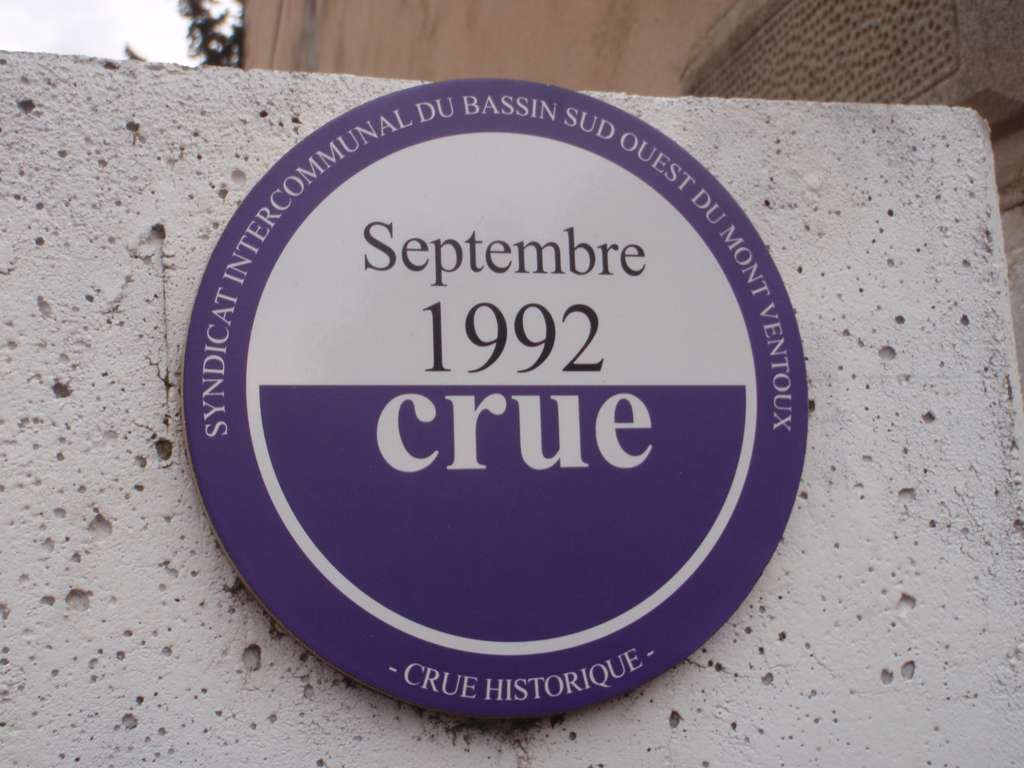 SYNDICAT INTERCOMMUNAL DU BASSIN SUD OUEST DU MONT VENTOUX
Septembre
1992
crue
- CRUE HISTORIQUE -